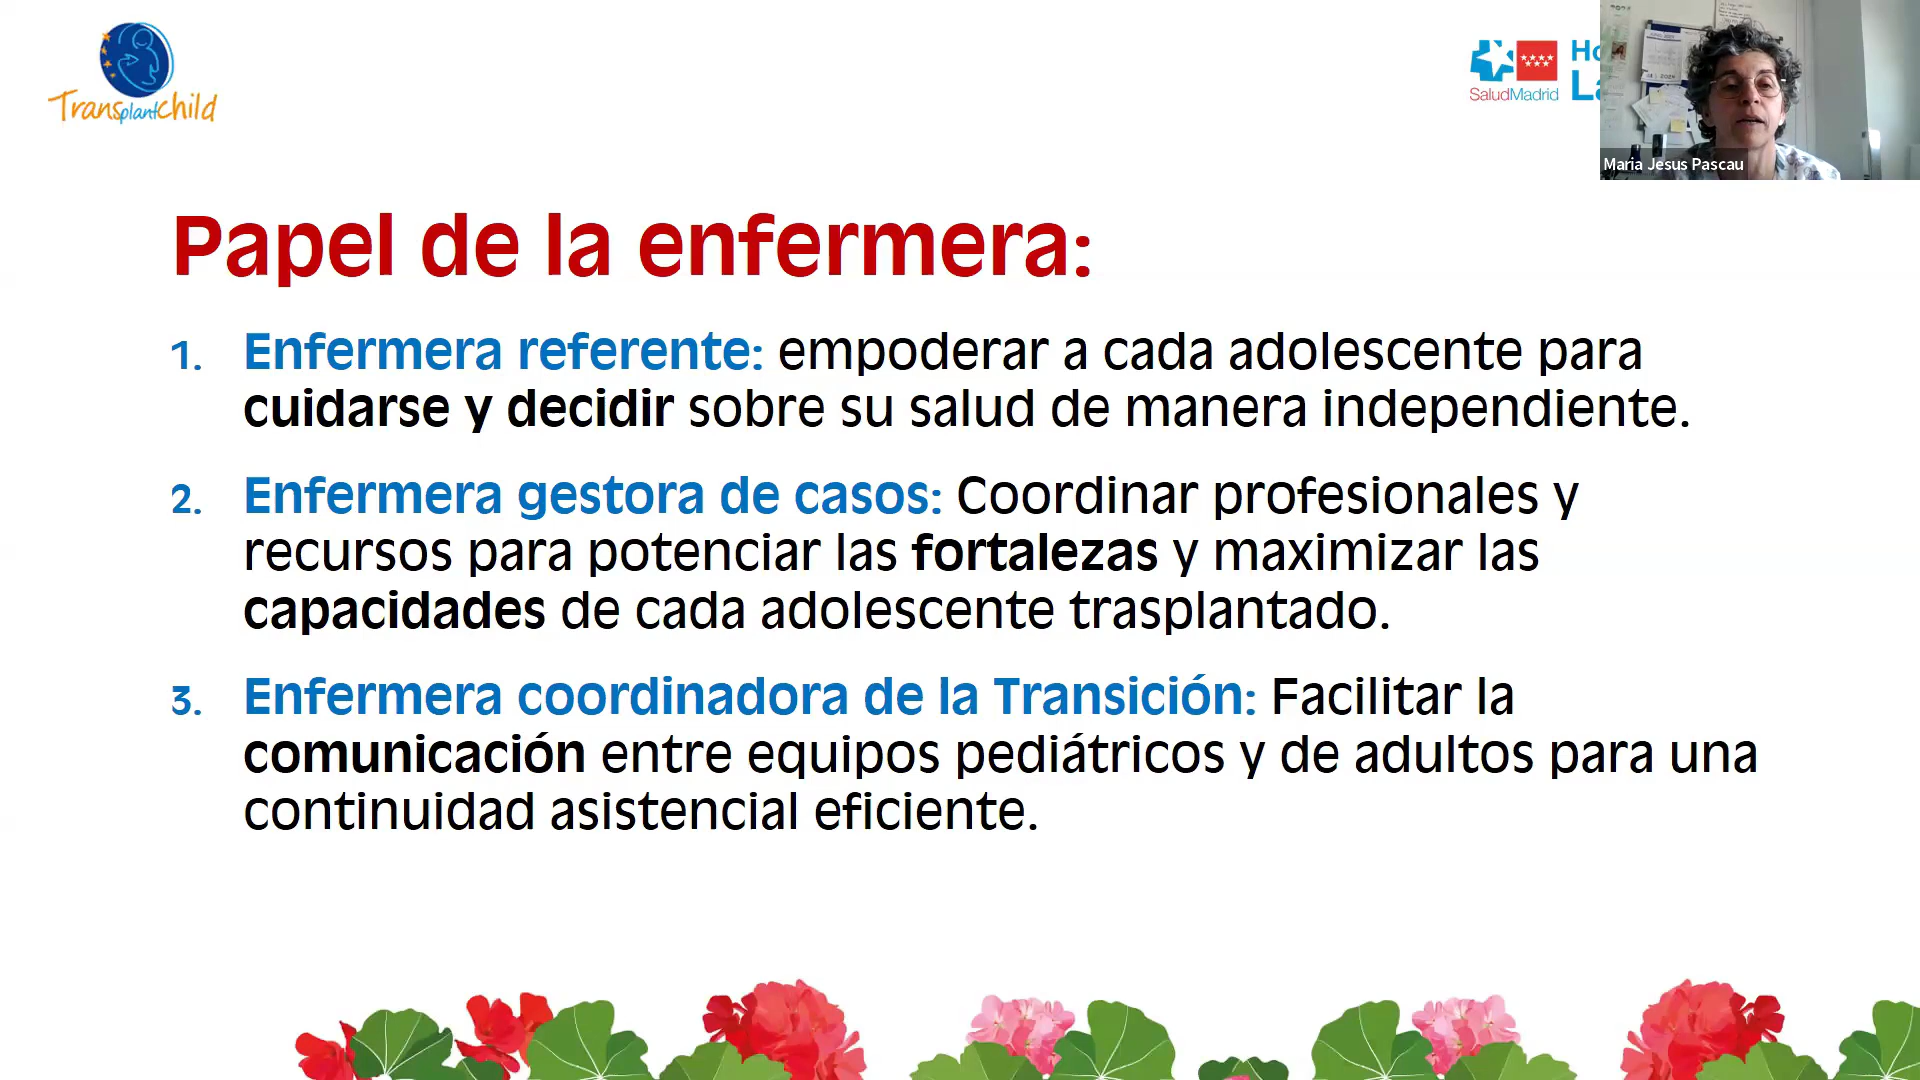 Transplantchild
SaludMadrid
Maria Jesus Pascau
Papel de la enfermera:
1. Enfermera referente: empoderar a cada adolescente para
cuidarse y decidir sobre su salud de manera independiente.
2. Enfermera gestora de casos: Coordinar profesionales y
recursos para potenciar las fortalezas y maximizar las
capacidades de cada adolescente trasplantado.
3. Enfermera coordinadora de la Transición: Facilitar la
comunicación entre equipos pediátricos y de adultos para una
continuidad asistencial eficiente.